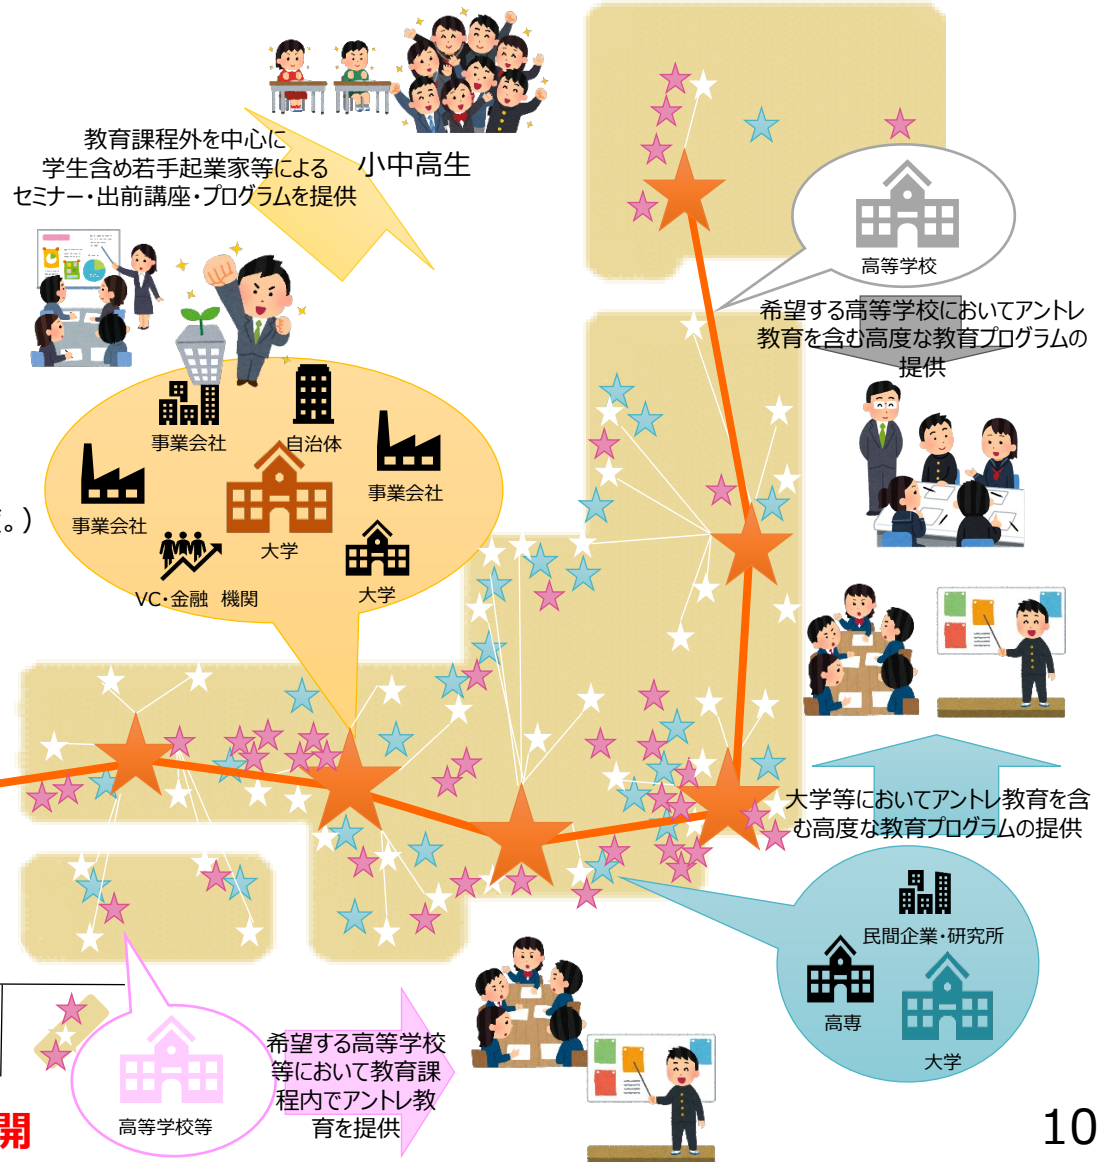 教育課程外を中心に
学生含め若手起業家等による
セミナー・出前講座・プログラムを提供
小中高生
高等学校
希望する高等学校においてアントレ
教育を含む高度な教育プログラムの
提供
事業会社
自治体
事業会社
事業会社
大学
VC・金融 機関
大学
。)
大学等においてアントレ教育を含
む高度な教育プログラムの提供
民間企業・研究所
高専
大学
高等学校等
希望する高等学校
等において教育課
程内でアントレ教
育を提供
開
10